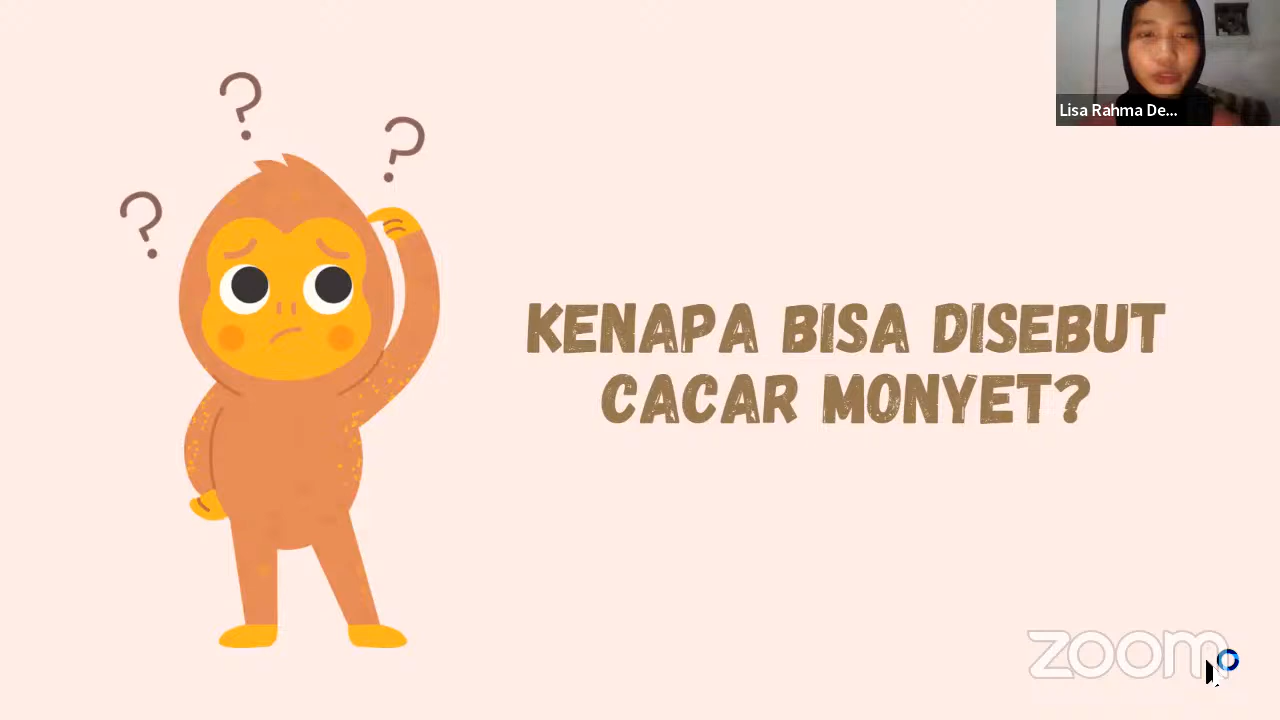 Lisa Rahma De...
? ? ?
KENAPA BISA DISEBUT
CACAR MONYET?
zoom